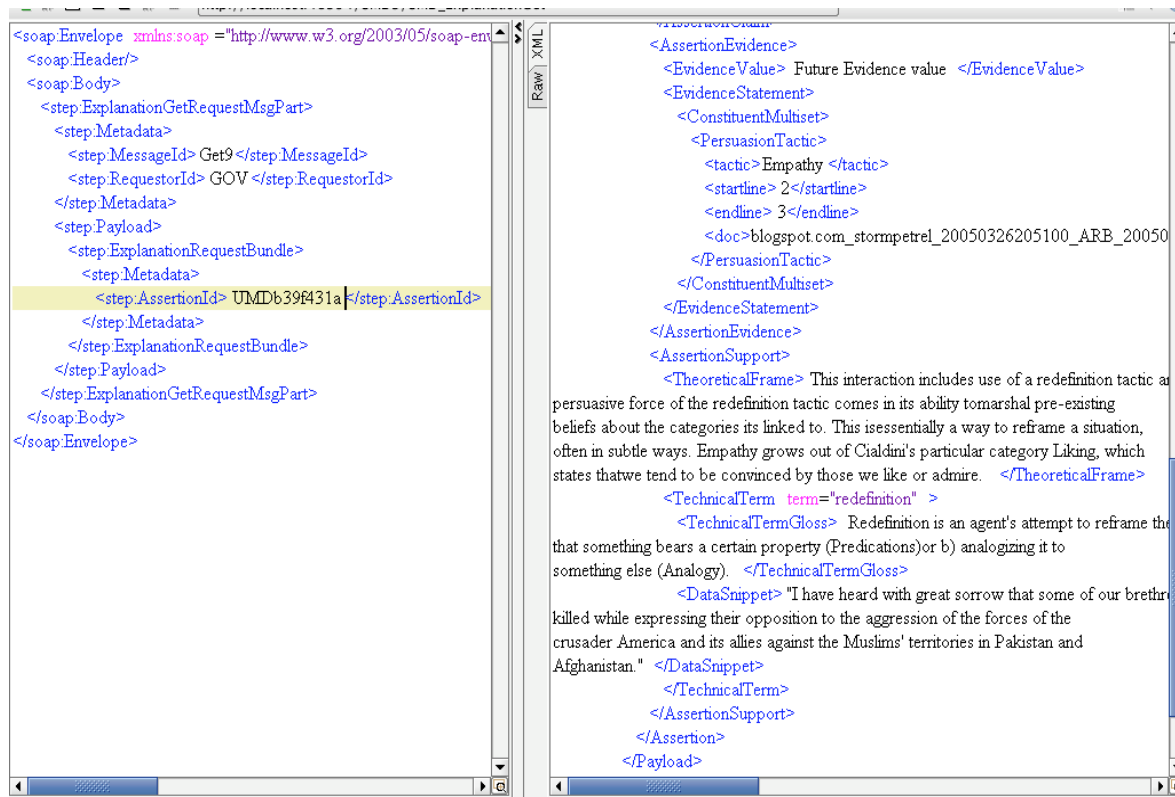 <soap:Envelope xmlns:soap ="http://www.w3.org/2003/05/soap-env
<soap:Header/>
<soap:Body>
<step:ExplanationGetRequestMsgPart>
<step:Metadata>
<step:MessageId> Get9 </step:MessageId>
<step:RequestorId> GOV </step:RequestorId>
</step:Metadata>
<step:Payload>
<step:ExplanationRequestBundle>
<step:Metadata>
<step:AssertionId> UMDb39f431a </step:AssertionId>
</step:Metadata>
</step:ExplanationRequestBundle>
</step:Payload>
</step:ExplanationGetRequestMsgPart>
</soap:Body>
</soap:Envelope>
XML
Raw
<AssertionEvidence>
<EvidenceValue> Future Evidence value </EvidenceValue>
<EvidenceStatement>
<ConstituentMultiset>
<PersuasionTactic>
<tactic>Empathy </tactic>
<startline> 2</startline>
<endline> 3</endline>
<doc>blogspot.com_stormpetrel_20050326205100_ARB_20050
</PersuasionTactic>
</ConstituentMultiset>
</EvidenceStatement>
</AssertionEvidence>
<AssertionSupport>
<TheoreticalFrame> This interaction includes use of a redefinition tactic
persuasive force of the redefinition tactic comes in its ability tomarshal pre-existing
beliefs about the categories its linked to. This isessentially a way to reframe a situation,
often in subtle ways. Empathy grows out of Cialdini's particular category Liking, which
states thatwe tend to be convinced by those we like or admire. </TheoreticalFrame>
<TechnicalTerm term="redefinition" >
<TechnicalTermGloss> Redefinition is an agent's attempt to reframe the
that something bears a certain property (Predications)or b) analogizing it to
something else (Analogy). </TechnicalTermGloss>
<DataSnippet> "I have heard with great sorrow that some of our brethre
killed while expressing their opposition to the aggression of the forces of the
crusader America and its allies against the Muslims' territories in Pakistan and
Afghanistan." </DataSnippet>
</TechnicalTerm>
</AssertionSupport>
</Assertion>
</Payload>